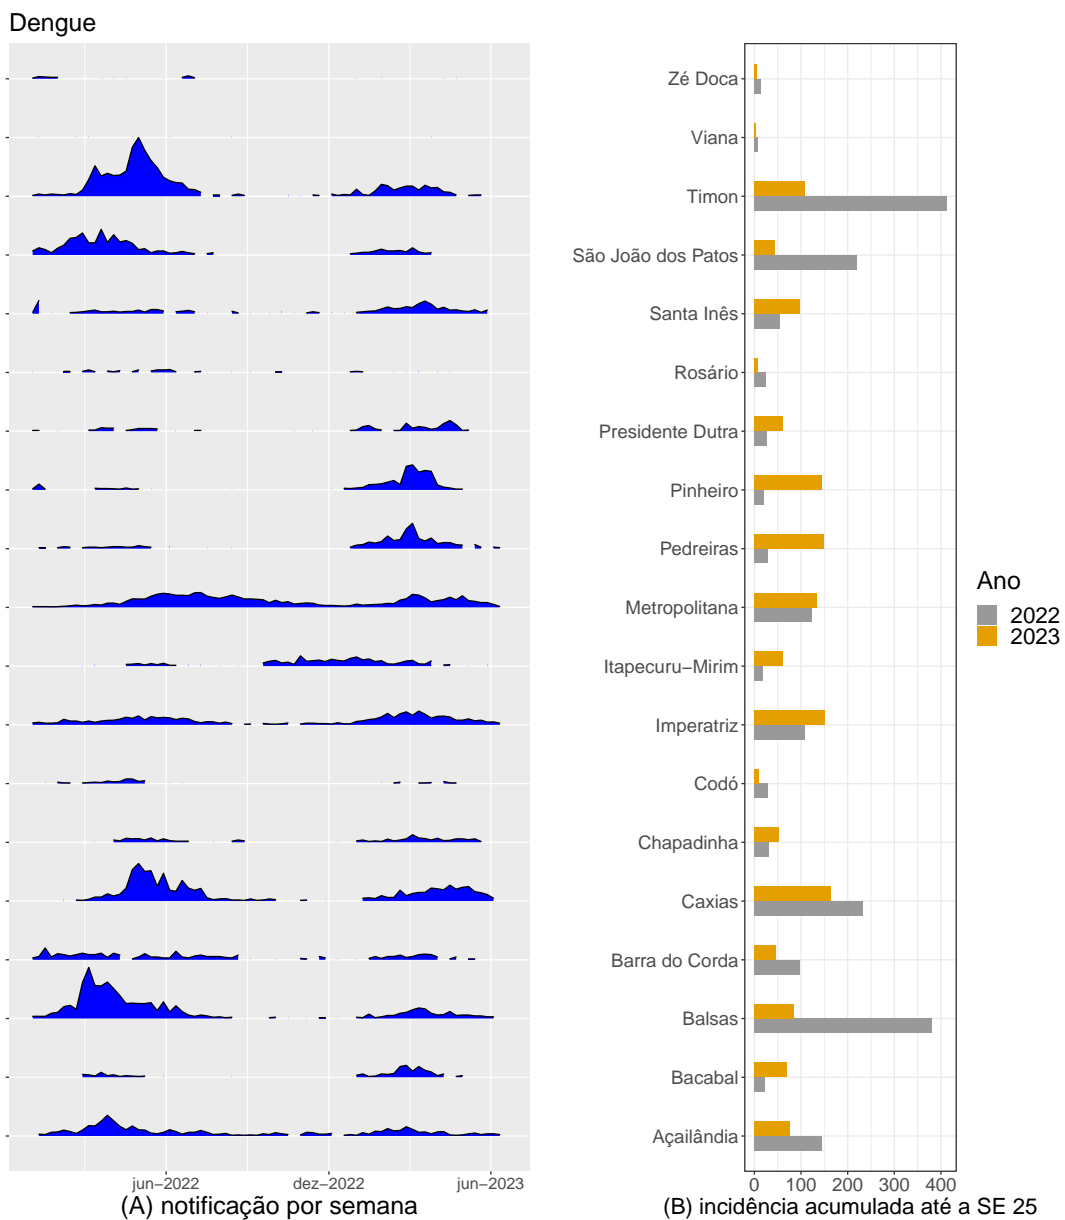 Dengue
Zé Doca
Viana
Timon
São João dos Patos
Santa Inês
Rosário
Presidente Dutra
Pinheiro
Pedreiras
Metropolitana
Itapecuru−Mirim
Imperatriz
Codó
Chapadinha
Caxias
Barra do Corda
Balsas
Bacabal
Açailândia
Ano
2022
2023
jun−2022 dez−2022 jun−2023
0 100 200 300 400
(A) notificação por semana
(B) incidência acumulada até a SE 25